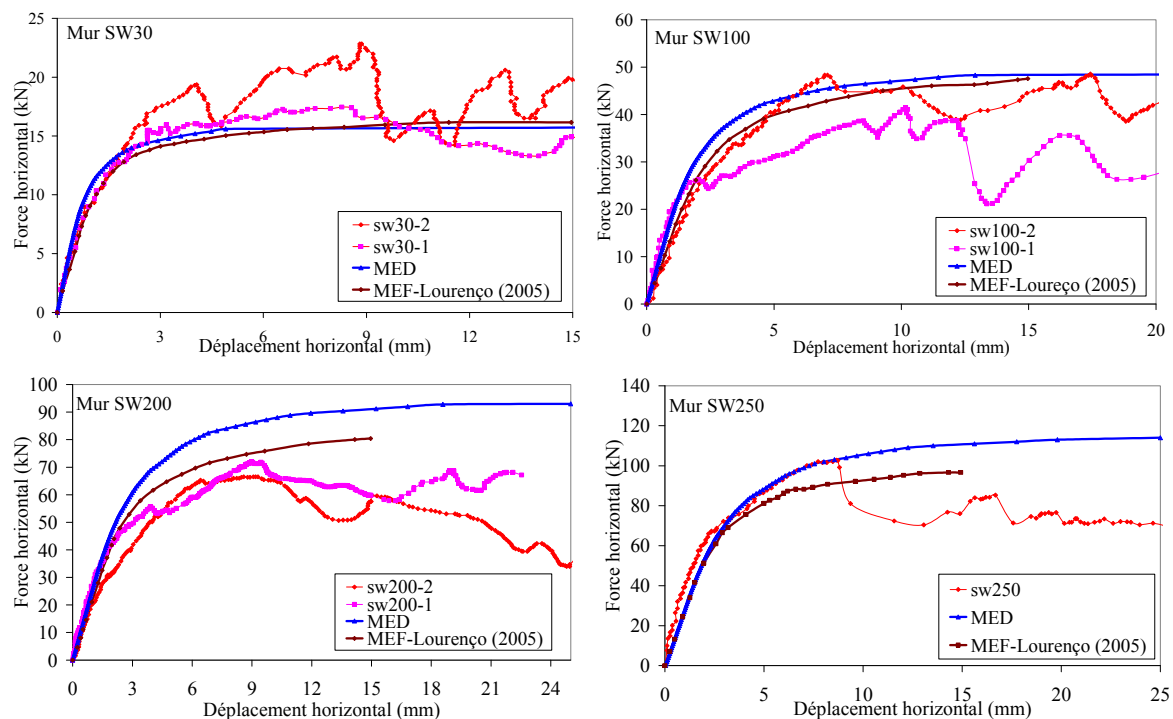 Mur SW30
Force horizontal (kN)
25
20
15
10
5
0
0 3 6 9 12 15
Déplacement horizontal (mm)
sw30-2
sw30-1
MED
MEF-Lourenço (2005)
Mur SW100
Force horizontal (kN)
60
50
40
30
20
10
0
0 5 10 15 20
Déplacement horizontal (mm)
sw100-2
sw100-1
MED
MEF-Loureço (2005)
Mur SW200
Force horizontal (kN)
100
90
80
70
60
50
40
30
20
10
0
0 3 6 9 12 15 18 21 24
Déplacement horizontal (mm)
sw200-2
sw200-1
MED
MEF-Lourenço (2005)
Mur SW250
Force horizontal (kN)
140
120
100
80
60
40
20
0
0 5 10 15 20 25
Déplacement horizontal (mm)
sw250
MED
MEF-Lourenço (2005)